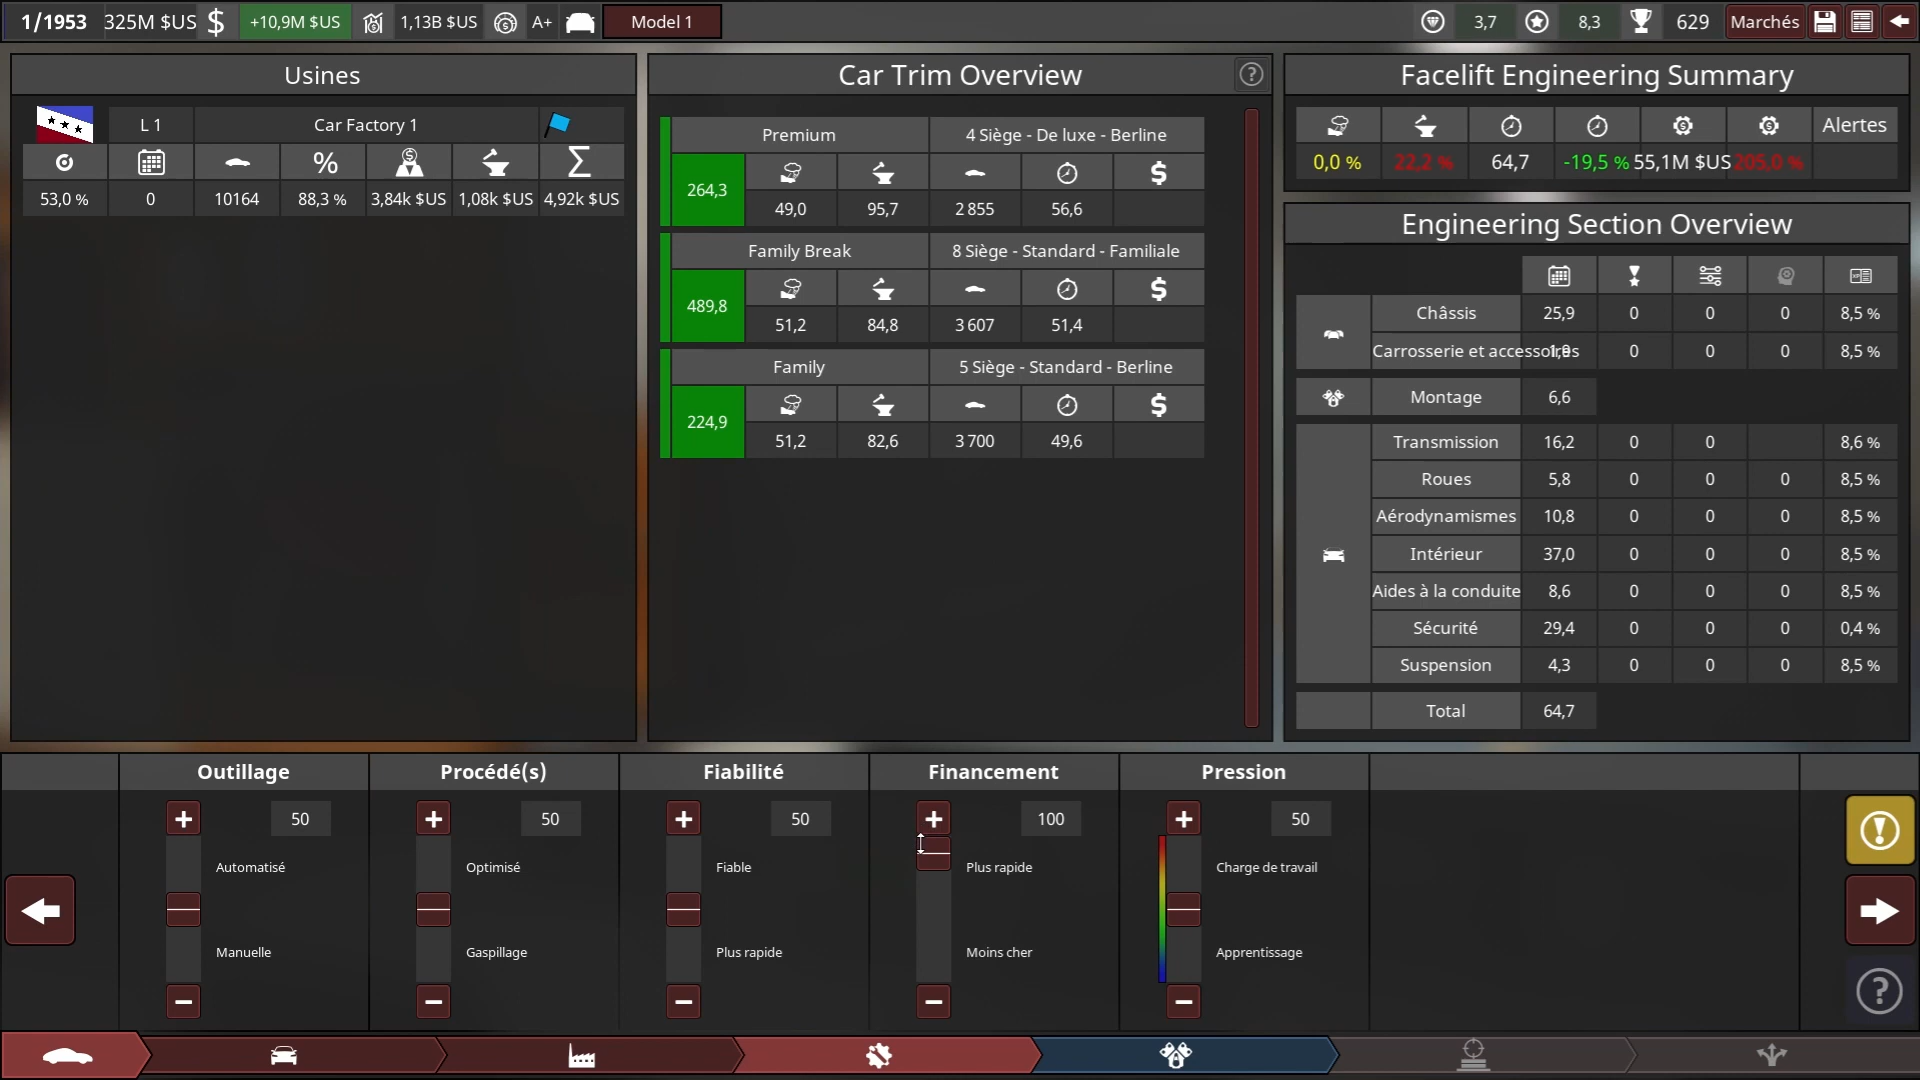 1/1953 325M $US +10,9M $US 1,13B $US A+ Model 1 3,7 8,3 629 Marchés
Usines
L 1 Car Factory 1
% Σ
53,0 % 0 10164 88,3 % 3,84k $US 1,08k $US 4,92k $US
Car Trim Overview ?
Premium 4 Siège - De luxe - Berline
264,3 $
49,0 95,7 2 855 56,6
Family Break 8 Siège - Standard - Familiale
489,8 $
51,2 84,8 3 607 51,4
Family 5 Siège - Standard - Berline
224,9 $
51,2 82,6 3 700 49,6
Facelift Engineering Summary
Alertes
0,0 % 22,2 % 64,7 -19,5 % 55,1M $US 205,0 %
Engineering Section Overview
Châssis 25,9 0 0 8,5 %
Carrosserie et accessoires 1,9 0 0 8,5 %
Montage 6,6
Transmission 16,2 0 0 8,6 %
Roues 5,8 0 0 0 8,5 %
Aérodynamismes 10,8 0 0 0 8,5 %
Intérieur 37,0 0 0 0 8,5 %
Aides à la conduite 8,6 0 0 0 8,5 %
Sécurité 29,4 0 0 0 0,4 %
Suspension 4,3 0 0 0 8,5 %
Total 64,7
Outillage Procédé(s) Fiabilité Financement Pression
50 50 50 100 50
Automatisé Optimisé Fiable Plus rapide Charge de travail
Manuelle Gaspillage Plus rapide Moins cher Apprentissage
?